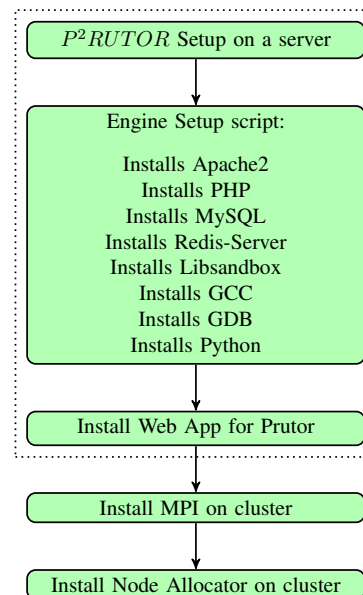 P²RUTOR Setup on a server
Engine Setup script:
Installs Apache2
Installs PHP
Installs MySQL
Installs Redis-Server
Installs Libsandbox
Installs GCC
Installs GDB
Installs Python
Install Web App for Prutor
Install MPI on cluster
Install Node Allocator on cluster